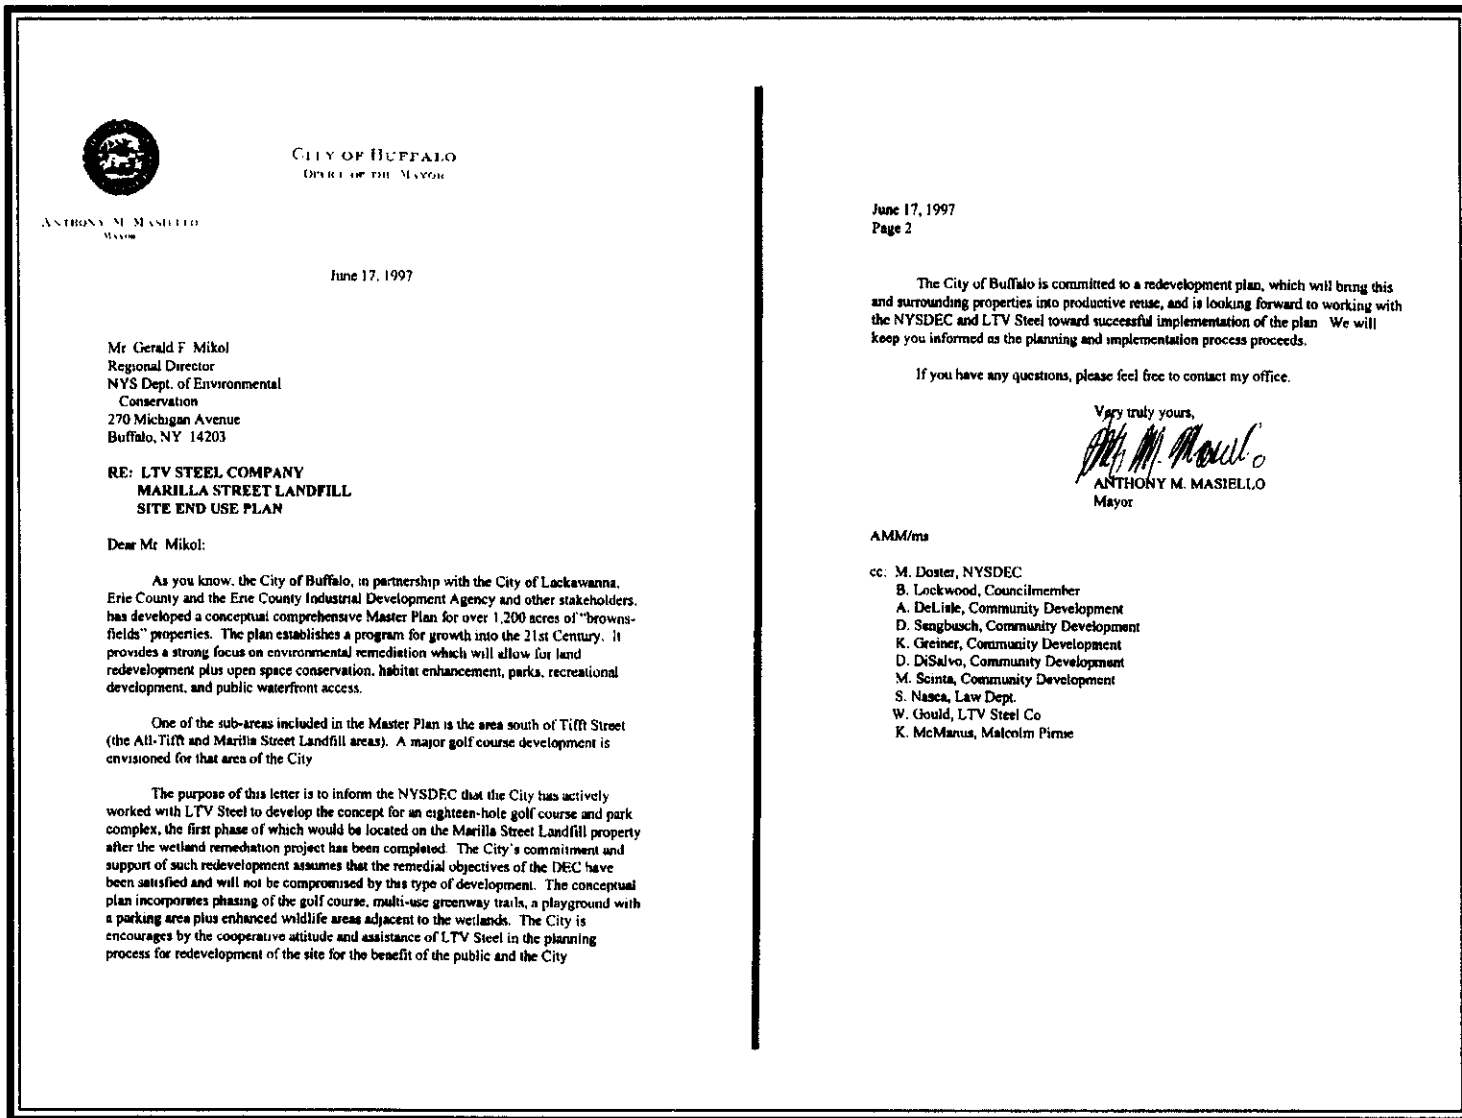 CITY OF BUFFALO
OFFICE OF THE MAYOR
ANTHONY M. MASIELLO
MAYOR
June 17, 1997
Mr Gerald F Mikol
Regional Director
NYS Dept. of Environmental
Conservation
270 Michigan Avenue
Buffalo, NY 14203
RE: LTV STEEL COMPANY
MARILLA STREET LANDFILL
SITE END USE PLAN
Dear Mr Mikol:
As you know, the City of Buffalo, in partnership with the City of Lackawanna,
Erie County and the Erie County Industrial Development Agency and other stakeholders,
has developed a conceptual comprehensive Master Plan for over 1,200 acres of "browns-
fields" properties. The plan establishes a program for growth into the 21st Century. It
provides a strong focus on environmental remediation which will allow for land
redevelopment plus open space conservation, habitat enhancement, parks, recreational
development, and public waterfront access.
One of the sub-areas included in the Master Plan is the area south of Tifft Street
(the Alltift and Marilla Street Landfill areas). A major golf course development is
envisioned for that area of the City
The purpose of this letter is to inform the NYSDEC that the City has actively
worked with LTV Steel to develop the concept for an eighteen-hole golf course and park
complex, the first phase of which would be located on the Marilla Street Landfill property
after the wetland remediation project has been completed. The City's commitment and
support of such redevelopment assumes that the remedial objectives of the DEC have
been satisfied and will not be compromised by this type of development. The conceptual
plan incorporates phasing of the golf course, multi-use greenway trails, a playground with
a parking area plus enhanced wildlife areas adjacent to the wetlands. The City is
encourages by the cooperative attitude and assistance of LTV Steel in the planning
process for redevelopment of the site for the benefit of the public and the City
June 17, 1997
Page 2
The City of Buffalo is committed to a redevelopment plan, which will bring this
and surrounding properties into productive reuse, and is looking forward to working with
the NYSDEC and LTV Steel toward successful implementation of the plan We will
keep you informed as the planning and implementation process proceeds.
If you have any questions, please feel free to contact my office.
Very truly yours,
ANTHONY M. MASIELLO
Mayor
AMM/ms
cc: M. Doster, NYSDEC
B. Lockwood, Councilmember
A. DeLisle, Community Development
D. Sengbusch, Community Development
K. Greiner, Community Development
D. DiSalvo, Community Development
M. Scinta, Community Development
S. Nasca, Law Dept.
W. Gould, LTV Steel Co
K. McManus, Malcolm Pirnie